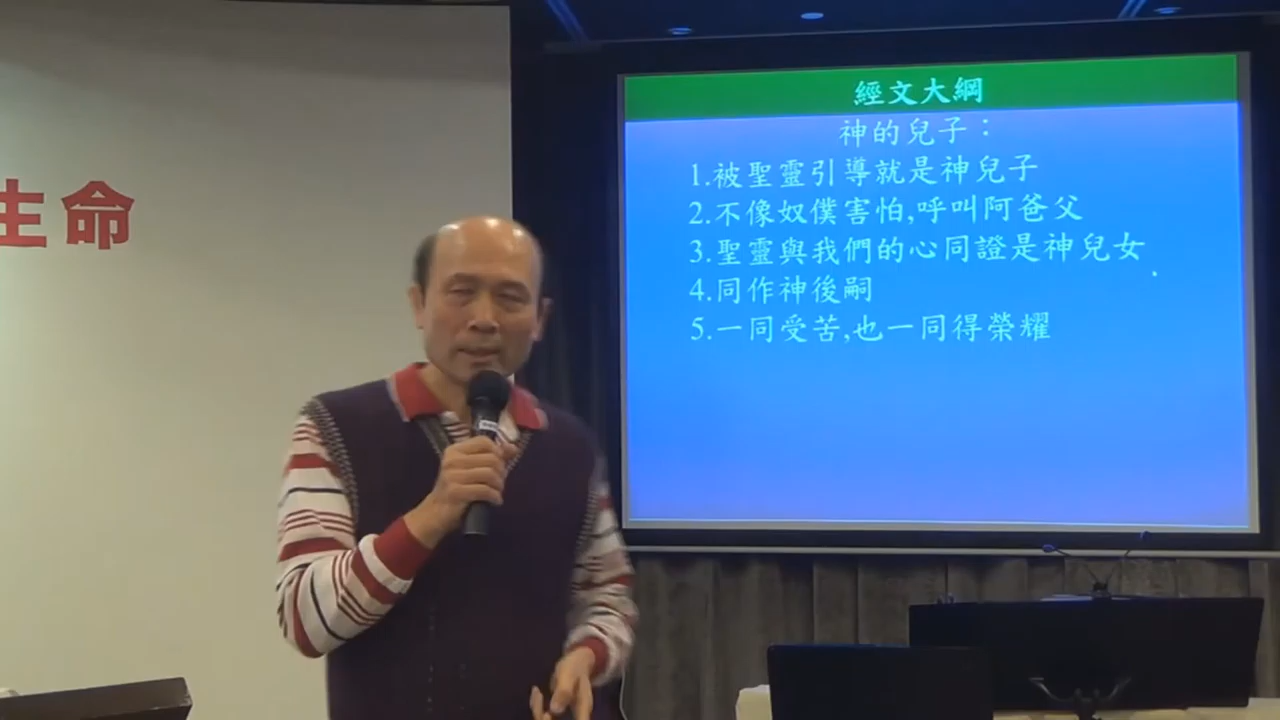 生命
經文大綱
神的兒子：
1.被聖靈引導就是神兒子
2.不像奴僕害怕,呼叫阿爸父
3.聖靈與我們的心同證是神兒女
4.同作神後嗣
5.一同受苦,也一同得榮耀